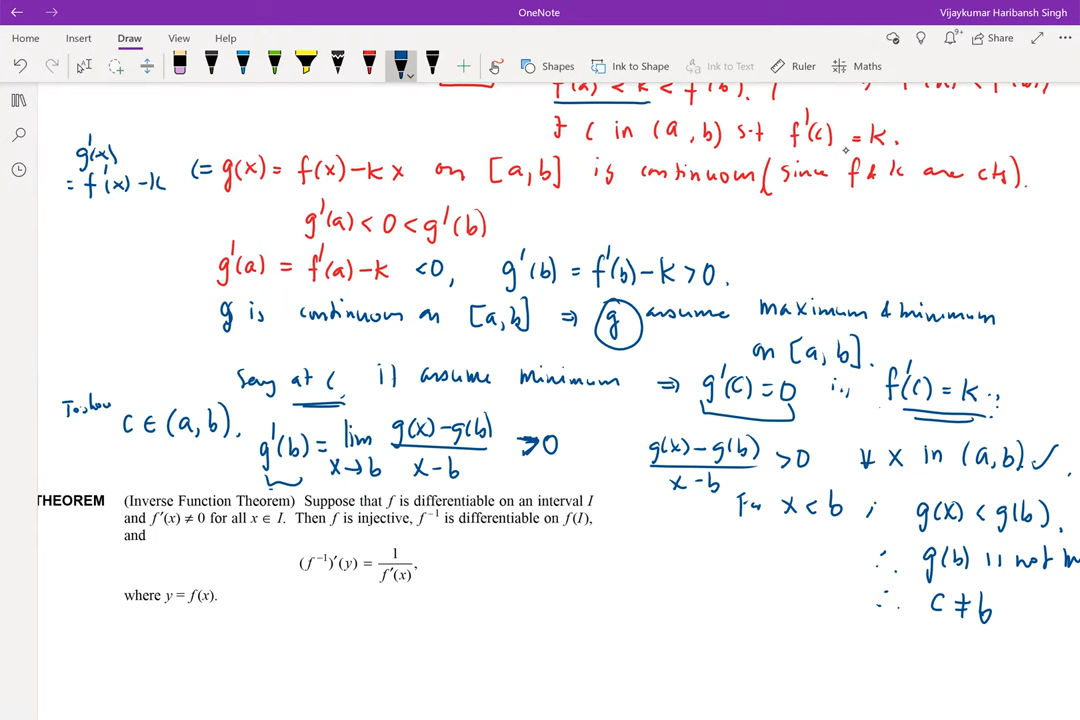 OneNote
Vijaykumar Haribansh Singh
Home Insert Draw View Help
9+
Share
Shapes
Ink to Shape
Ink to Text
Ruler
Maths
f(a) < k < f(b).
∃ c in (a, b) s.t f'(c) = k.
g'(x)
= f'(x) - k
(= g(x) = f(x) - k x on [a, b] is continuous (since f & k are cts).
g'(a) < 0 < g'(b)
g'(a) = f'(a) - k < 0, g'(b) = f'(b) - k > 0.
g is continuous on [a, b] ⇒ g assume maximum & minimum
on [a, b].
Say at c it assume minimum ⇒ g'(c) = 0 i.e., f'(c) = k.
To show
c ∈ (a, b). g'(b) = lim x→b g(x) - g(b) / x - b > 0
g(x) - g(b) / x - b > 0 ∀ x in (a, b) ✓.
For x < b ; g(x) < g(b).
∴ g(b) is not
∴ c ≠ b
THEOREM (Inverse Function Theorem) Suppose that f is differentiable on an interval I
and f′(x) ≠ 0 for all x ∈ I. Then f is injective, f⁻¹ is differentiable on f(I),
and
(f⁻¹)′(y) = 1 / f′(x),
where y = f(x).